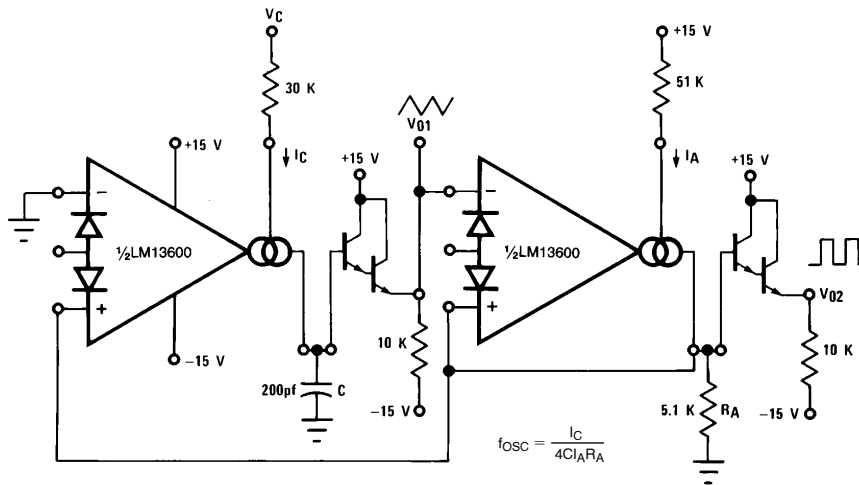 VC
30 K
+15 V
IC
−
½LM13600
+
−15 V
200pf
C
+15 V
V01
10 K
−15 V
−
½LM13600
+
+15 V
51 K
IA
+15 V
V02
5.1 K
RA
10 K
−15 V
fOSC = IC
4CIARA